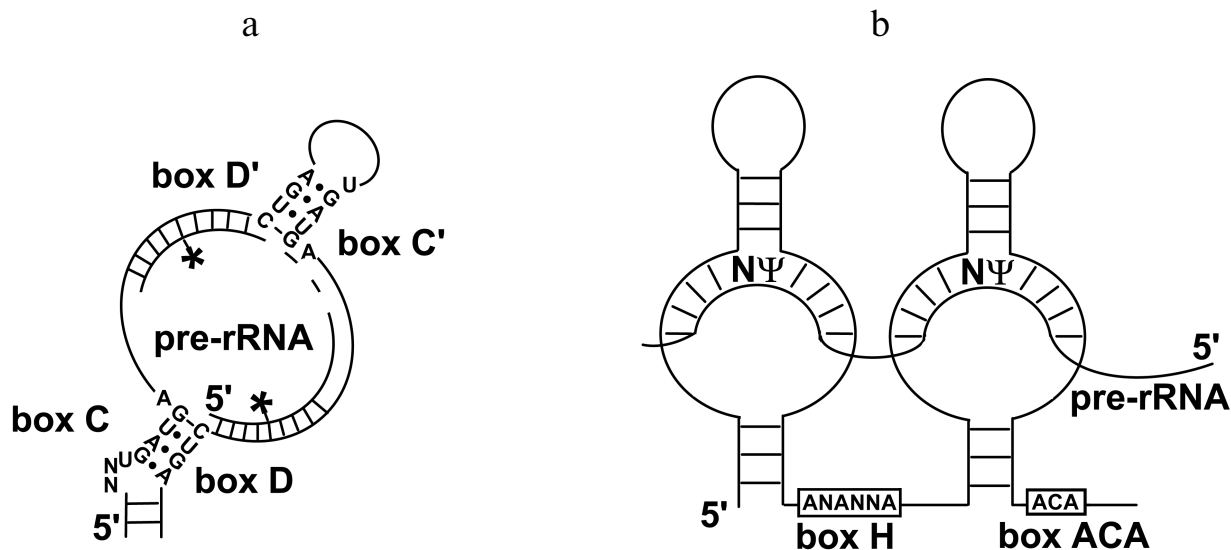 a
b
box D'
A
G
U
C
U
G
A
U
G
A
box C'
*
pre-rRNA
5'
*
box C
A
G
U
A
G
U
N
N
C
U
G
A
box D
5'
NΨ
NΨ
5'
pre-rRNA
5'
ANANNA
ACA
box H
box ACA